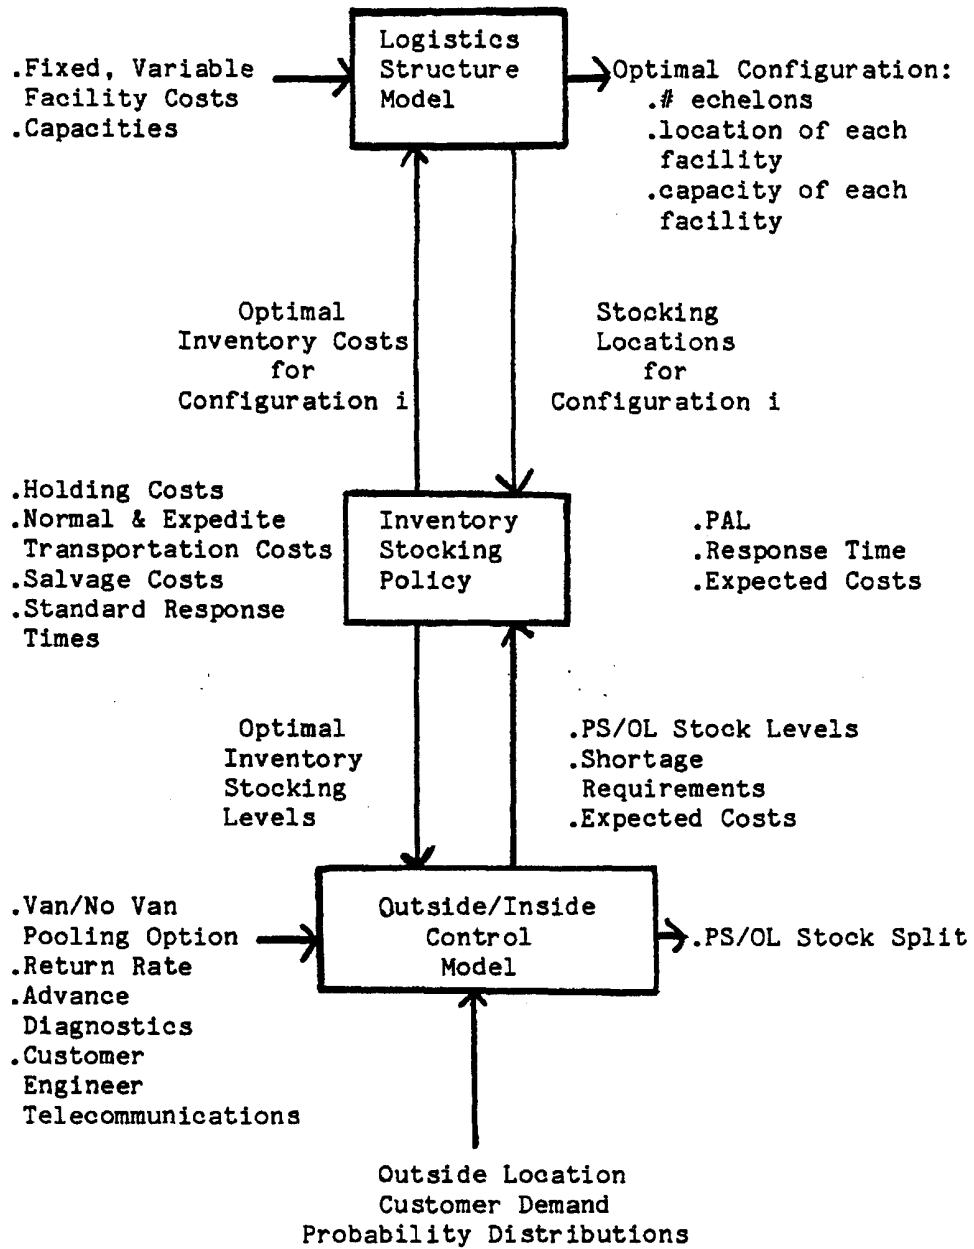 Logistics
Structure
Model
.Fixed, Variable
Facility Costs
.Capacities
Optimal Configuration:
.# echelons
.location of each
facility
.capacity of each
facility
Optimal
Inventory Costs
for
Configuration i
Stocking
Locations
for
Configuration i
.Holding Costs
.Normal & Expedite
Transportation Costs
.Salvage Costs
.Standard Response
Times
Inventory
Stocking
Policy
.PAL
.Response Time
.Expected Costs
Optimal
Inventory
Stocking
Levels
.PS/OL Stock Levels
.Shortage
Requirements
.Expected Costs
.Van/No Van
Pooling Option
.Return Rate
.Advance
Diagnostics
.Customer
Engineer
Telecommunications
Outside/Inside
Control
Model
.PS/OL Stock Split
Outside Location
Customer Demand
Probability Distributions